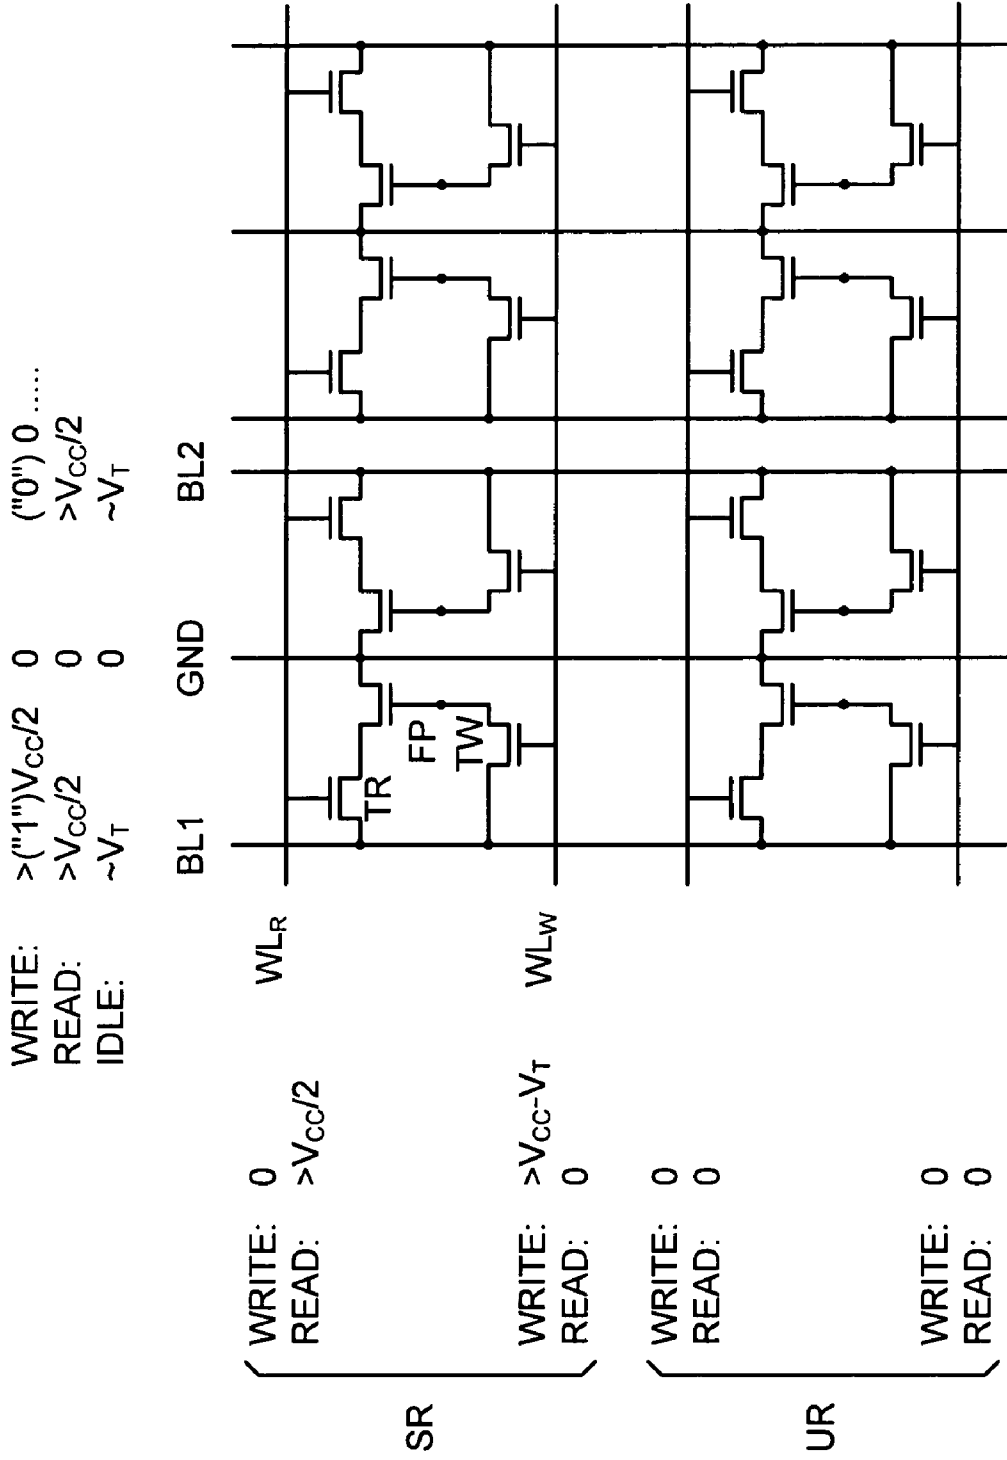 WRITE: >("1")VCC/2 0 ("0") 0 .....
READ: >VCC/2 0 >VCC/2
IDLE: ~VT 0 ~VT
BL1 GND BL2
WRITE: 0 WLR
READ: >VCC/2
TR
SR FP
TW
WRITE: >VCC-VT WLW
READ: 0
WRITE: 0
READ: 0
UR
WRITE: 0
READ: 0